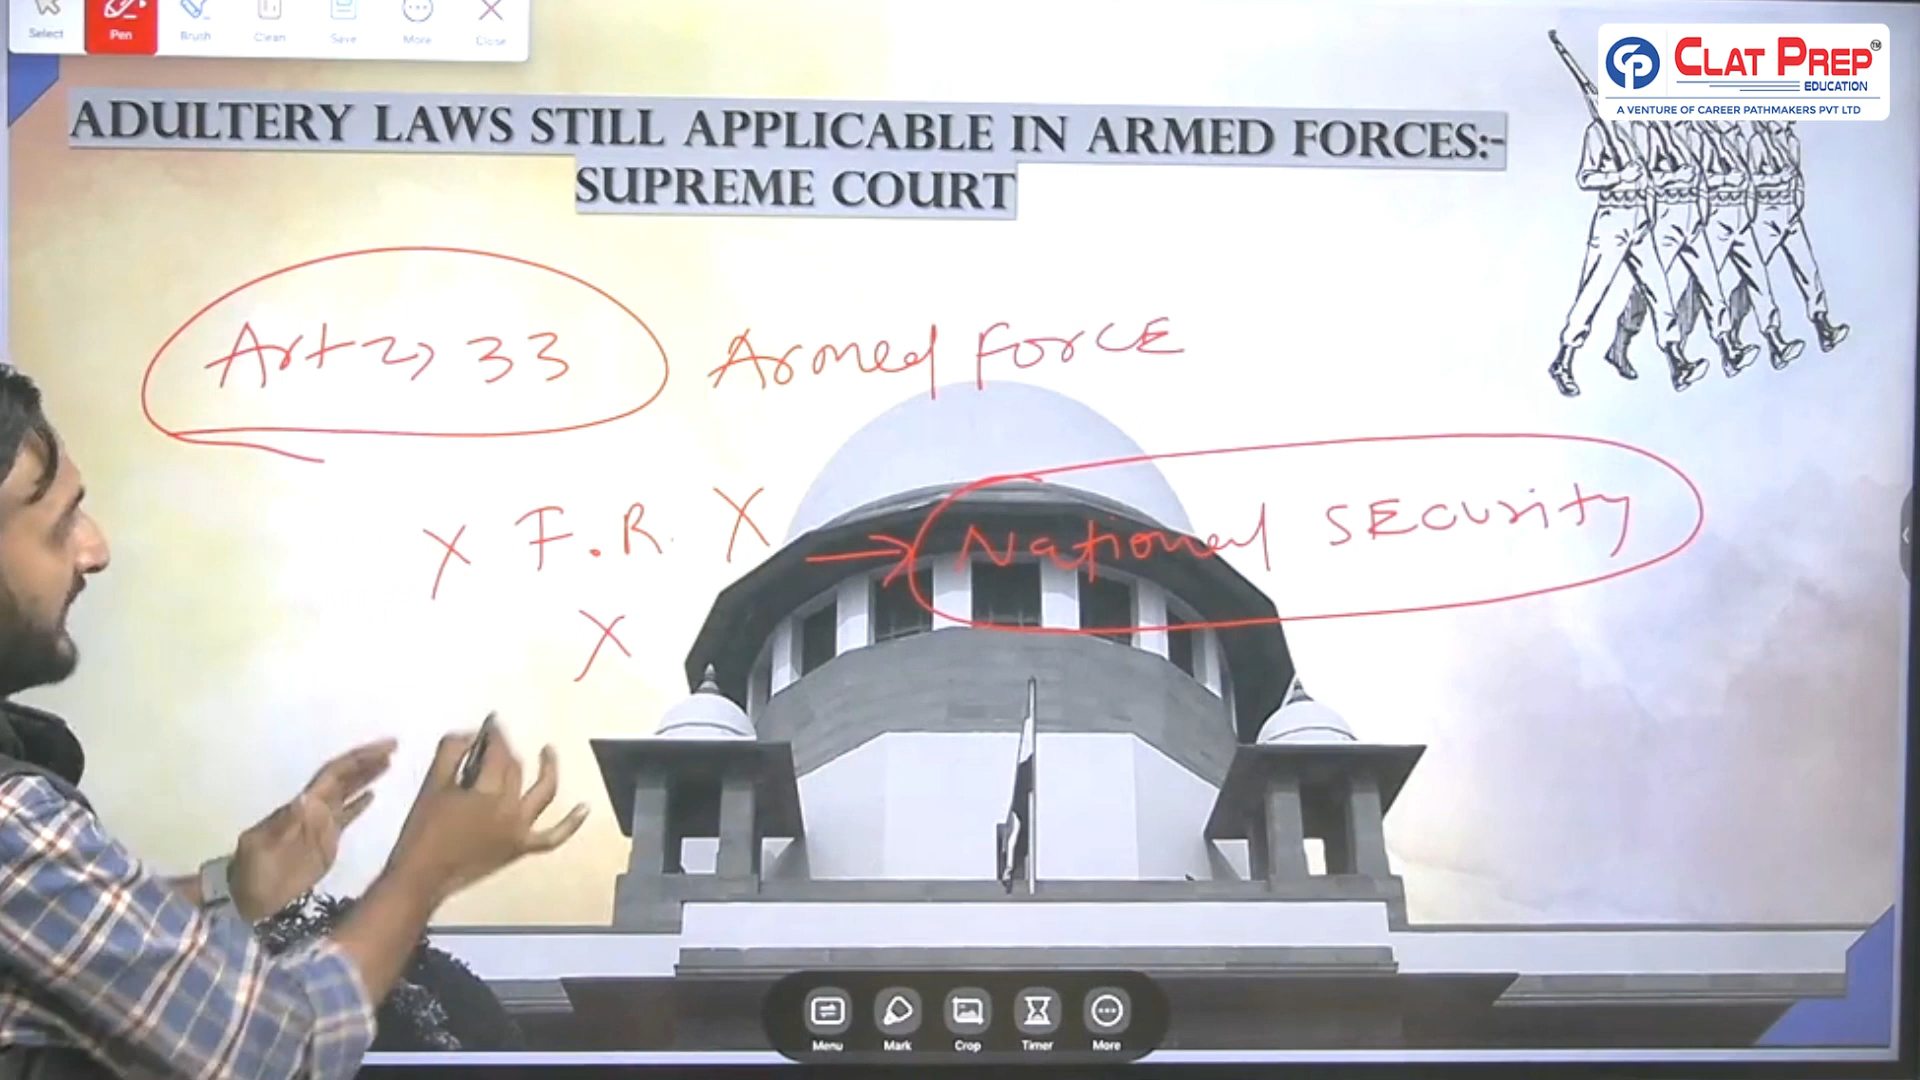 Select Pen Brush Clean Save More Close
CLAT PREP TM
EDUCATION
A VENTURE OF CAREER PATHMAKERS PVT LTD
ADULTERY LAWS STILL APPLICABLE IN ARMED FORCES:-
SUPREME COURT
Art 33 Armed FORCE
X F.R. X → National SECURITY
X
Menu Mark Crop Timer More